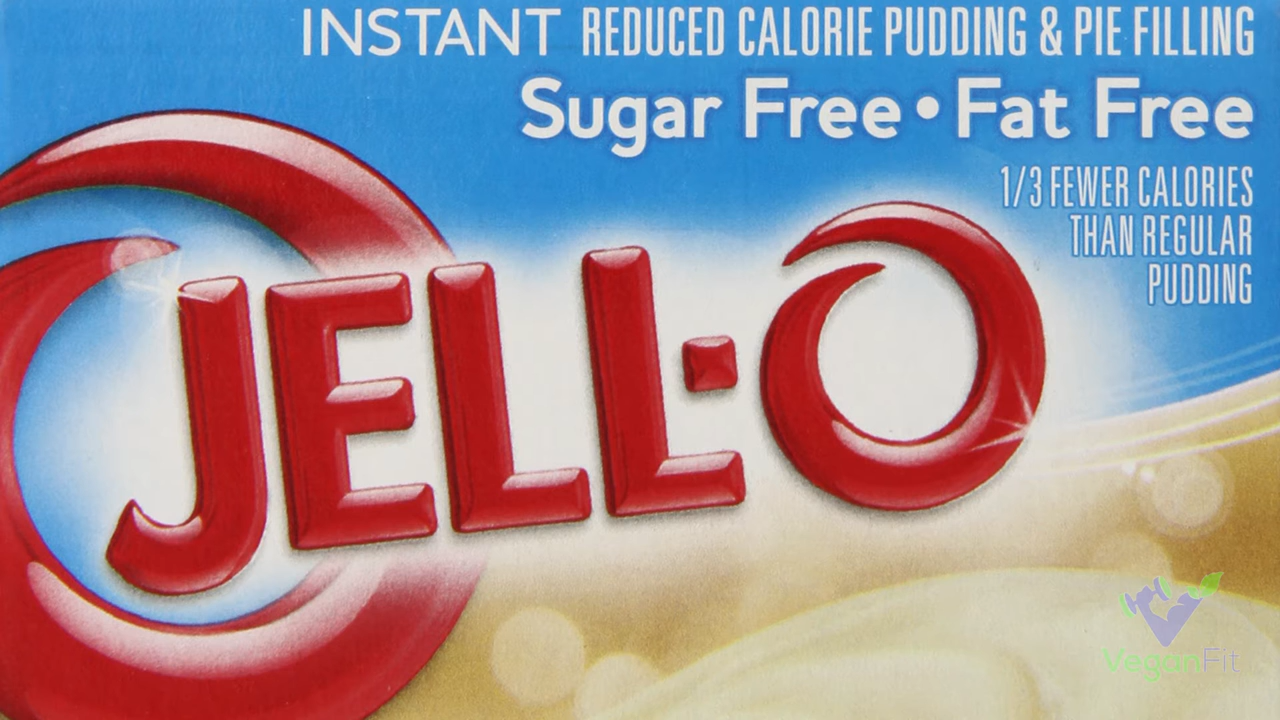 INSTANT REDUCED CALORIE PUDDING & PIE FILLING
Sugar Free • Fat Free
1/3 FEWER CALORIES
THAN REGULAR
PUDDING
JELL-O
VeganFit